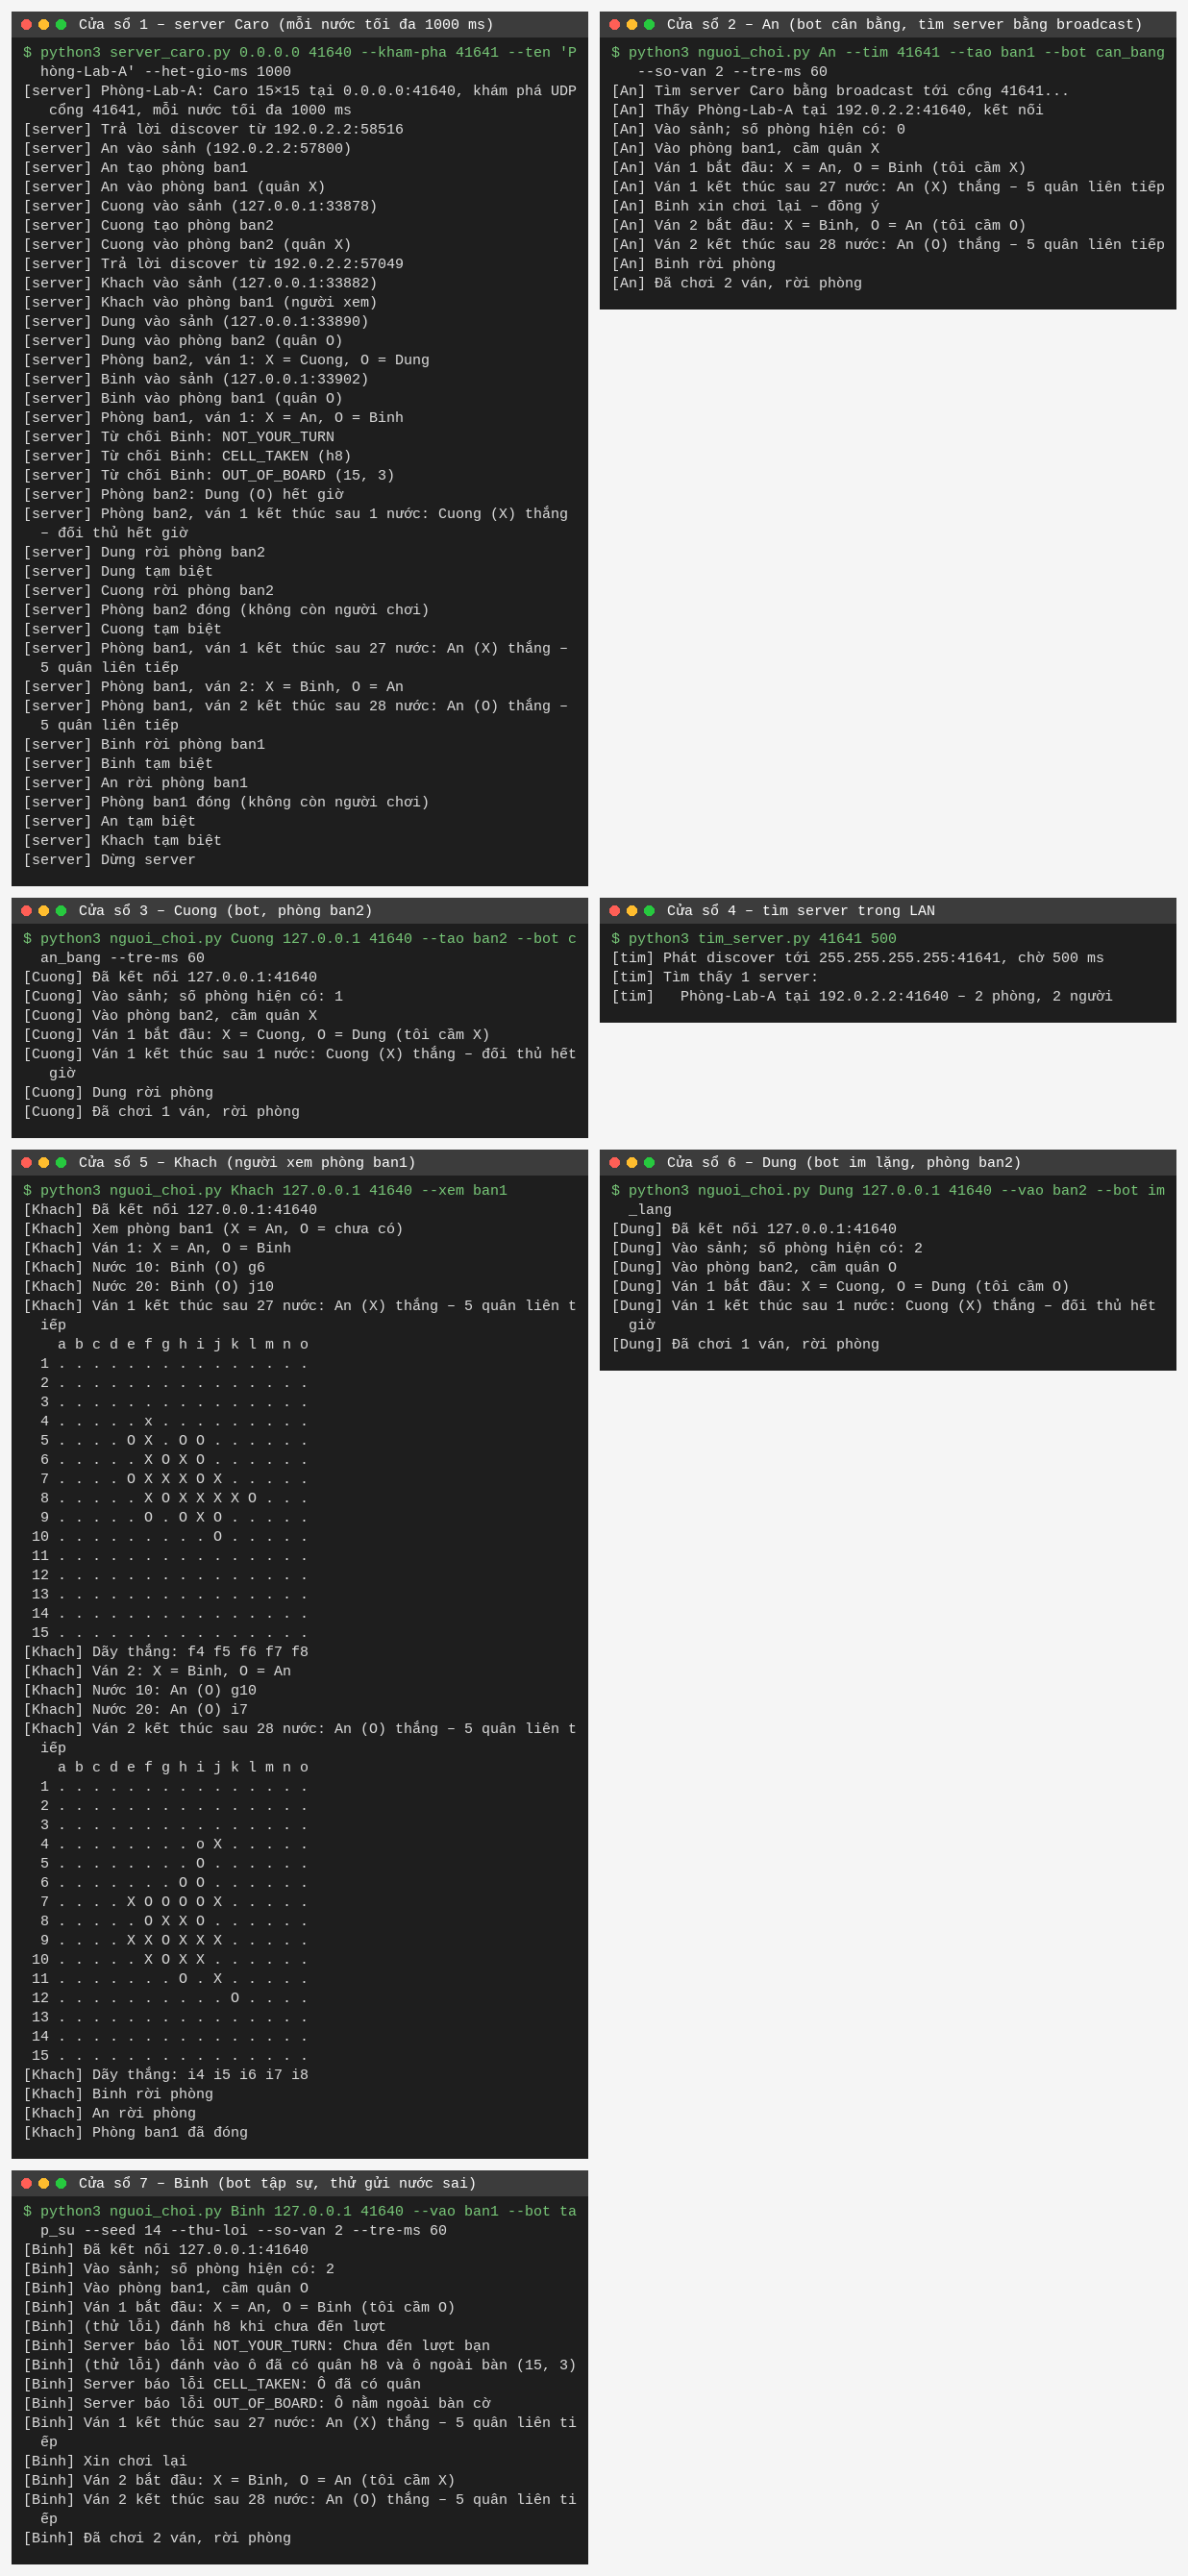 Cửa sổ 1 – server Caro (mỗi nước tối đa 1000 ms)
$ python3 server_caro.py 0.0.0.0 41640 --kham-pha 41641 --ten 'P
hòng-Lab-A' --het-gio-ms 1000
[server] Phòng-Lab-A: Caro 15×15 tại 0.0.0.0:41640, khám phá UDP
cổng 41641, mỗi nước tối đa 1000 ms
[server] Trả lời discover từ 192.0.2.2:58516
[server] An vào sảnh (192.0.2.2:57800)
[server] An tạo phòng ban1
[server] An vào phòng ban1 (quân X)
[server] Cuong vào sảnh (127.0.0.1:33878)
[server] Cuong tạo phòng ban2
[server] Cuong vào phòng ban2 (quân X)
[server] Trả lời discover từ 192.0.2.2:57049
[server] Khach vào sảnh (127.0.0.1:33882)
[server] Khach vào phòng ban1 (người xem)
[server] Dung vào sảnh (127.0.0.1:33890)
[server] Dung vào phòng ban2 (quân O)
[server] Phòng ban2, ván 1: X = Cuong, O = Dung
[server] Binh vào sảnh (127.0.0.1:33902)
[server] Binh vào phòng ban1 (quân O)
[server] Phòng ban1, ván 1: X = An, O = Binh
[server] Từ chối Binh: NOT_YOUR_TURN
[server] Từ chối Binh: CELL_TAKEN (h8)
[server] Từ chối Binh: OUT_OF_BOARD (15, 3)
[server] Phòng ban2: Dung (O) hết giờ
[server] Phòng ban2, ván 1 kết thúc sau 1 nước: Cuong (X) thắng
– đối thủ hết giờ
[server] Dung rời phòng ban2
[server] Dung tạm biệt
[server] Cuong rời phòng ban2
[server] Phòng ban2 đóng (không còn người chơi)
[server] Cuong tạm biệt
[server] Phòng ban1, ván 1 kết thúc sau 27 nước: An (X) thắng –
5 quân liên tiếp
[server] Phòng ban1, ván 2: X = Binh, O = An
[server] Phòng ban1, ván 2 kết thúc sau 28 nước: An (O) thắng –
5 quân liên tiếp
[server] Binh rời phòng ban1
[server] Binh tạm biệt
[server] An rời phòng ban1
[server] Phòng ban1 đóng (không còn người chơi)
[server] An tạm biệt
[server] Khach tạm biệt
[server] Dừng server
Cửa sổ 2 – An (bot cân bằng, tìm server bằng broadcast)
$ python3 nguoi_choi.py An --tim 41641 --tao ban1 --bot can_bang
--so-van 2 --tre-ms 60
[An] Tìm server Caro bằng broadcast tới cổng 41641...
[An] Thấy Phòng-Lab-A tại 192.0.2.2:41640, kết nối
[An] Vào sảnh; số phòng hiện có: 0
[An] Vào phòng ban1, cầm quân X
[An] Ván 1 bắt đầu: X = An, O = Binh (tôi cầm X)
[An] Ván 1 kết thúc sau 27 nước: An (X) thắng – 5 quân liên tiếp
[An] Binh xin chơi lại – đồng ý
[An] Ván 2 bắt đầu: X = Binh, O = An (tôi cầm O)
[An] Ván 2 kết thúc sau 28 nước: An (O) thắng – 5 quân liên tiếp
[An] Binh rời phòng
[An] Đã chơi 2 ván, rời phòng
Cửa sổ 3 – Cuong (bot, phòng ban2)
$ python3 nguoi_choi.py Cuong 127.0.0.1 41640 --tao ban2 --bot c
an_bang --tre-ms 60
[Cuong] Đã kết nối 127.0.0.1:41640
[Cuong] Vào sảnh; số phòng hiện có: 1
[Cuong] Vào phòng ban2, cầm quân X
[Cuong] Ván 1 bắt đầu: X = Cuong, O = Dung (tôi cầm X)
[Cuong] Ván 1 kết thúc sau 1 nước: Cuong (X) thắng – đối thủ hết
giờ
[Cuong] Dung rời phòng
[Cuong] Đã chơi 1 ván, rời phòng
Cửa sổ 4 – tìm server trong LAN
$ python3 tim_server.py 41641 500
[tim] Phát discover tới 255.255.255.255:41641, chờ 500 ms
[tim] Tìm thấy 1 server:
[tim]   Phòng-Lab-A tại 192.0.2.2:41640 – 2 phòng, 2 người
Cửa sổ 5 – Khach (người xem phòng ban1)
$ python3 nguoi_choi.py Khach 127.0.0.1 41640 --xem ban1
[Khach] Đã kết nối 127.0.0.1:41640
[Khach] Xem phòng ban1 (X = An, O = chưa có)
[Khach] Ván 1: X = An, O = Binh
[Khach] Nước 10: Binh (O) g6
[Khach] Nước 20: Binh (O) j10
[Khach] Ván 1 kết thúc sau 27 nước: An (X) thắng – 5 quân liên t
iếp
a b c d e f g h i j k l m n o
1 . . . . . . . . . . . . . . .
2 . . . . . . . . . . . . . . .
3 . . . . . . . . . . . . . . .
4 . . . . . x . . . . . . . . .
5 . . . . O X . O O . . . . . .
6 . . . . . X O X O . . . . . .
7 . . . . O X X X O X . . . . .
8 . . . . . X O X X X X O . . .
9 . . . . . O . O X O . . . . .
10 . . . . . . . . . O . . . . .
11 . . . . . . . . . . . . . . .
12 . . . . . . . . . . . . . . .
13 . . . . . . . . . . . . . . .
14 . . . . . . . . . . . . . . .
15 . . . . . . . . . . . . . . .
[Khach] Dãy thắng: f4 f5 f6 f7 f8
[Khach] Ván 2: X = Binh, O = An
[Khach] Nước 10: An (O) g10
[Khach] Nước 20: An (O) i7
[Khach] Ván 2 kết thúc sau 28 nước: An (O) thắng – 5 quân liên t
iếp
a b c d e f g h i j k l m n o
1 . . . . . . . . . . . . . . .
2 . . . . . . . . . . . . . . .
3 . . . . . . . . . . . . . . .
4 . . . . . . . . o X . . . . .
5 . . . . . . . . O . . . . . .
6 . . . . . . . O O . . . . . .
7 . . . . X O O O O X . . . . .
8 . . . . . O X X O . . . . . .
9 . . . . X X O X X X . . . . .
10 . . . . . X O X X . . . . . .
11 . . . . . . . O . X . . . . .
12 . . . . . . . . . . O . . . .
13 . . . . . . . . . . . . . . .
14 . . . . . . . . . . . . . . .
15 . . . . . . . . . . . . . . .
[Khach] Dãy thắng: i4 i5 i6 i7 i8
[Khach] Binh rời phòng
[Khach] An rời phòng
[Khach] Phòng ban1 đã đóng
Cửa sổ 6 – Dung (bot im lặng, phòng ban2)
$ python3 nguoi_choi.py Dung 127.0.0.1 41640 --vao ban2 --bot im
_lang
[Dung] Đã kết nối 127.0.0.1:41640
[Dung] Vào sảnh; số phòng hiện có: 2
[Dung] Vào phòng ban2, cầm quân O
[Dung] Ván 1 bắt đầu: X = Cuong, O = Dung (tôi cầm O)
[Dung] Ván 1 kết thúc sau 1 nước: Cuong (X) thắng – đối thủ hết
giờ
[Dung] Đã chơi 1 ván, rời phòng
Cửa sổ 7 – Binh (bot tập sự, thử gửi nước sai)
$ python3 nguoi_choi.py Binh 127.0.0.1 41640 --vao ban1 --bot ta
p_su --seed 14 --thu-loi --so-van 2 --tre-ms 60
[Binh] Đã kết nối 127.0.0.1:41640
[Binh] Vào sảnh; số phòng hiện có: 2
[Binh] Vào phòng ban1, cầm quân O
[Binh] Ván 1 bắt đầu: X = An, O = Binh (tôi cầm O)
[Binh] (thử lỗi) đánh h8 khi chưa đến lượt
[Binh] Server báo lỗi NOT_YOUR_TURN: Chưa đến lượt bạn
[Binh] (thử lỗi) đánh vào ô đã có quân h8 và ô ngoài bàn (15, 3)
[Binh] Server báo lỗi CELL_TAKEN: Ô đã có quân
[Binh] Server báo lỗi OUT_OF_BOARD: Ô nằm ngoài bàn cờ
[Binh] Ván 1 kết thúc sau 27 nước: An (X) thắng – 5 quân liên ti
ếp
[Binh] Xin chơi lại
[Binh] Ván 2 bắt đầu: X = Binh, O = An (tôi cầm X)
[Binh] Ván 2 kết thúc sau 28 nước: An (O) thắng – 5 quân liên ti
ếp
[Binh] Đã chơi 2 ván, rời phòng